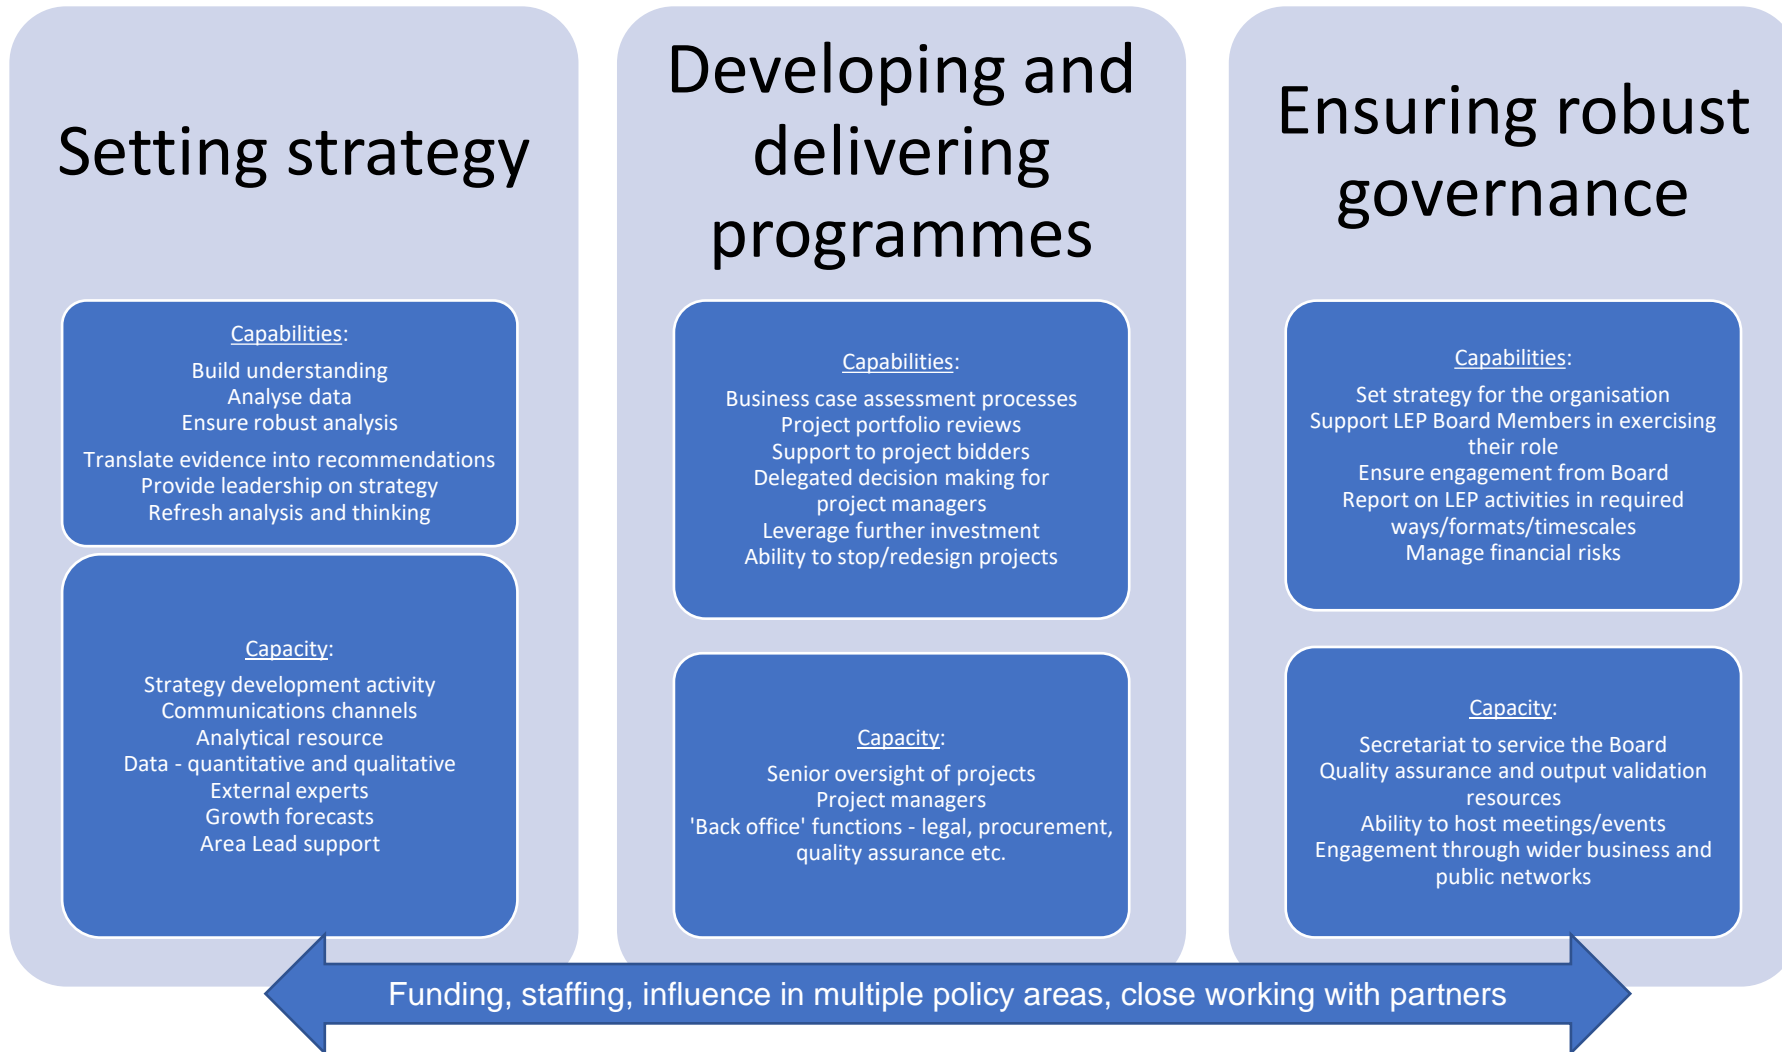 Setting strategy
Capabilities:
Build understanding
Analyse data
Ensure robust analysis
Translate evidence into recommendations
Provide leadership on strategy
Refresh analysis and thinking
Capacity:
Strategy development activity
Communications channels
Analytical resource
Data - quantitative and qualitative
External experts
Growth forecasts
Area Lead support
Developing and
delivering
programmes
Capabilities:
Business case assessment processes
Project portfolio reviews
Support to project bidders
Delegated decision making for
project managers
Leverage further investment
Ability to stop/redesign projects
Capacity:
Senior oversight of projects
Project managers
'Back office' functions - legal, procurement,
quality assurance etc.
Ensuring robust
governance
Capabilities:
Set strategy for the organisation
Support LEP Board Members in exercising
their role
Ensure engagement from Board
Report on LEP activities in required
ways/formats/timescales
Manage financial risks
Capacity:
Secretariat to service the Board
Quality assurance and output validation
resources
Ability to host meetings/events
Engagement through wider business and
public networks
Funding, staffing, influence in multiple policy areas, close working with partners